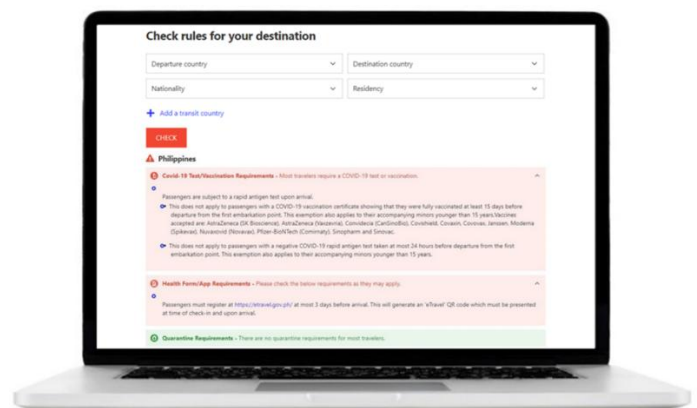 Check rules for your destination
Departure country
Destination country
Nationality
Residency
Add a transit country
CHECK
Philippines
Covid-19 Test/Vaccination Requirements - Most travelers require a COVID-19 test or vaccination.
Passengers are subject to a rapid antigen test upon arrival.
This does not apply to passengers with a COVID-19 vaccination certificate showing that they were fully vaccinated at least 15 days before
departure from the first embarkation point. This exemption also applies to their accompanying minors younger than 15 years.Vaccines
accepted are: AstraZeneca (SK Bioscience), AstraZeneca (Vaxzevria), Convidecia (CanSinoBio), Covishield, Covaxin, Covovax, Janssen, Moderna
(Spikevax), Nuvaxovid (Novavax), Pfizer-BioNTech (Comirnaty), Sinopharm and Sinovac.
This does not apply to passengers with a negative COVID-19 rapid antigen test taken at most 24 hours before departure from the first
embarkation point. This exemption also applies to their accompanying minors younger than 15 years.
Health Form/App Requirements - Please check the below requirements as they may apply.
Passengers must register at https://etravel.gov.ph/ at most 3 days before arrival. This will generate an 'eTravel' QR code which must be presented
at time of check-in and upon arrival.
Quarantine Requirements - There are no quarantine requirements for most travelers.